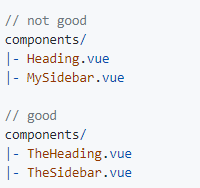 // not good
components/
|- Heading.vue
|- MySidebar.vue
// good
components/
|- TheHeading.vue
|- TheSidebar.vue